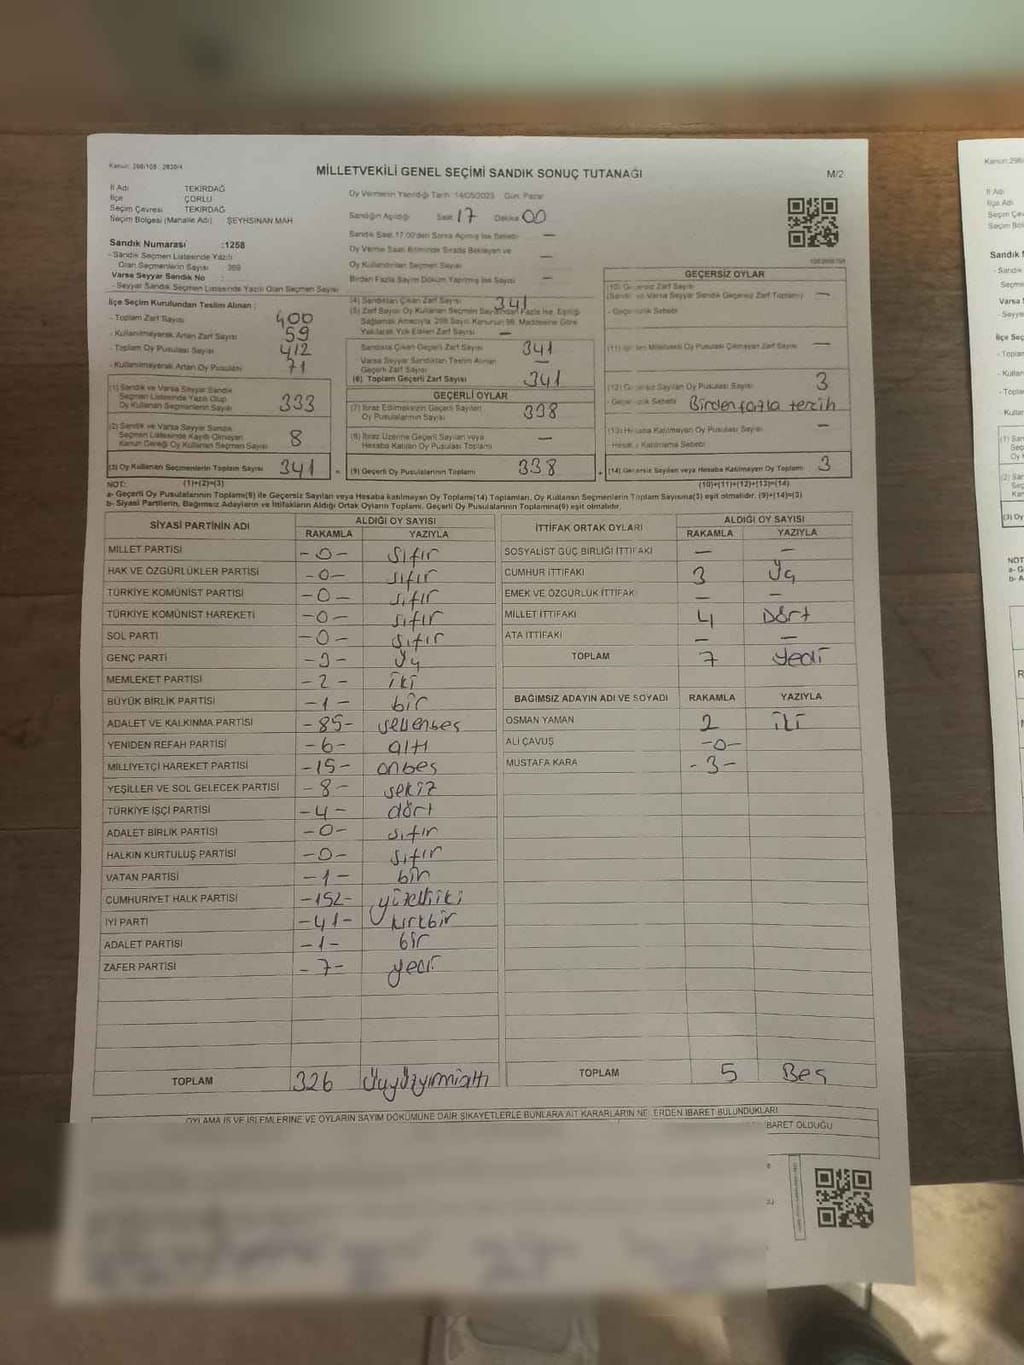 Kanun: 298/105 2820/4
MİLLETVEKİLİ GENEL SEÇİMİ SANDIK SONUÇ TUTANAĞI
M/2
İl Adı TEKİRDAĞ
İlçe ÇORLU
Seçim Çevresi TEKİRDAĞ
Seçim Bölgesi (Mahalle Adı) ŞEYHSİNAN MAH
Sandık Numarası :1258
- Sandık Seçmen Listesinde Yazılı
Olan Seçmenlerin Sayısı 369
Varsa Seyyar Sandık No :
- Seyyar Sandık Seçmen Listesinde Yazılı Olan Seçmen Sayısı
Oy Vermenin Yapıldığı Tarih: 14/05/2023 Gün: Pazar
Sandığın Açıldığı Saat 17 Dakika 00
Sandık Saat 17.00'den Sonra Açılmış İse Sebebi —
Oy Verme Saati Bitiminde Sırada Bekleyen ve
Oy Kullandırılan Seçmen Sayısı —
Birden Fazla Sayım Döküm Yapılmış İse Sayısı —
İlçe Seçim Kurulundan Teslim Alınan :
- Toplam Zarf Sayısı 400
- Kullanılmayarak Artan Zarf Sayısı 59
- Toplam Oy Pusulası Sayısı 412
- Kullanılmayarak Artan Oy Pusulası 71
(1) Sandık ve Varsa Seyyar Sandık
Seçmen Listesinde Yazılı Olup
Oy Kullanan Seçmenlerin Sayısı 333
(2) Sandık ve Varsa Seyyar Sandık
Seçmen Listesinde Kayıtlı Olmayan
Kanun Gereği Oy Kullanan Seçmen Sayısı 8
(3) Oy Kullanan Seçmenlerin Toplam Sayısı 341 =
(4) Sandıktan Çıkan Zarf Sayısı 341
(5) Zarf Sayısı Oy Kullanan Seçmen Sayısından Fazla İse, Eşitliği
Sağlamak Amacıyla, 298 Sayılı Kanunun 98. Maddesine Göre
Yakılarak Yok Edilen Zarf Sayısı —
Sandıkta Çıkan Geçerli Zarf Sayısı 341
Varsa Seyyar Sandıktan Teslim Alınan
Geçerli Zarf Sayısı —
(6) Toplam Geçerli Zarf Sayısı 341
GEÇERLİ OYLAR
(7) İtiraz Edilmeksizin Geçerli Sayılan
Oy Pusulalarının Sayısı 338
(8) İtiraz Üzerine Geçerli Sayılan veya
Hesaba Katılan Oy Pusulası Toplamı —
(9) Geçerli Oy Pusulalarının Toplamı 338 +
GEÇERSİZ OYLAR
(10) Geçersiz Zarf Sayısı
(Sandık ve Varsa Seyyar Sandık Geçersiz Zarf Toplamı) —
- Geçersizlik Sebebi
Milletvekili Oy Pusulası Çıkmayan Zarf Sayısı —
(12) Geçersiz Sayılan Oy Pusulası Sayısı 3
- Geçersizlik Sebebi Birden fazla tercih
(13) Hesaba Katılmayan Oy Pusulası Sayısı —
Hesaba Katılmama Sebebi
(14) Geçersiz Sayılan veya Hesaba Katılmayan Oy Toplamı 3
NOT: (1)+(2)=(3)
(10)+(11)+(12)+(13)=(14)
a- Geçerli Oy Pusulalarının Toplamı(9) ile Geçersiz Sayılan veya Hesaba katılmayan Oy Toplamı(14) Toplamları, Oy Kullanan Seçmenlerin Toplam Sayısına(3) eşit olmalıdır. (9)+(14)=(3)
b- Siyasi Partilerin, Bağımsız Adayların ve İttifakların Aldığı Ortak Oyların Toplamı, Geçerli Oy Pusulalarının Toplamına(9) eşit olmalıdır.
SİYASİ PARTİNİN ADI ALDIĞI OY SAYISI
RAKAMLA YAZIYLA
MİLLET PARTİSİ -0- sıfır
HAK VE ÖZGÜRLÜKLER PARTİSİ -0- sıfır
TÜRKİYE KOMÜNİST PARTİSİ -0- sıfır
TÜRKİYE KOMÜNİST HAREKETİ -0- sıfır
SOL PARTİ -0- sıfır
GENÇ PARTİ -3- Üç
MEMLEKET PARTİSİ -2- iki
BÜYÜK BİRLİK PARTİSİ -1- bir
ADALET VE KALKINMA PARTİSİ -85- seksenbeş
YENİDEN REFAH PARTİSİ -6- altı
MİLLİYETÇİ HAREKET PARTİSİ -15- onbeş
YEŞİLLER VE SOL GELECEK PARTİSİ -8- sekiz
TÜRKİYE İŞÇİ PARTİSİ -4- dört
ADALET BİRLİK PARTİSİ -0- sıfır
HALKIN KURTULUŞ PARTİSİ -0- sıfır
VATAN PARTİSİ -1- bir
CUMHURİYET HALK PARTİSİ -152- yüzelliiki
İYİ PARTİ -41- kırkbir
ADALET PARTİSİ -1- bir
ZAFER PARTİSİ -7- yedi
TOPLAM 326 Üçyüzyirmialtı
İTTİFAK ORTAK OYLARI ALDIĞI OY SAYISI
RAKAMLA YAZIYLA
SOSYALİST GÜÇ BİRLİĞİ İTTİFAKI — —
CUMHUR İTTİFAKI 3 Üç
EMEK VE ÖZGÜRLÜK İTTİFAKI — —
MİLLET İTTİFAKI 4 Dört
ATA İTTİFAKI — —
TOPLAM 7 Yedi
BAĞIMSIZ ADAYIN ADI VE SOYADI RAKAMLA YAZIYLA
OSMAN YAMAN 2 İki
ALİ ÇAVUŞ -0-
MUSTAFA KARA -3-
TOPLAM 5 Beş
OYLAMA İŞ VE İŞLEMLERİNE VE OYLARIN SAYIM DÖKÜMÜNE DAİR ŞİKAYETLERLE BUNLARA AİT KARARLARIN NELERDEN İBARET BULUNDUKLARI
İBARET OLDUĞU